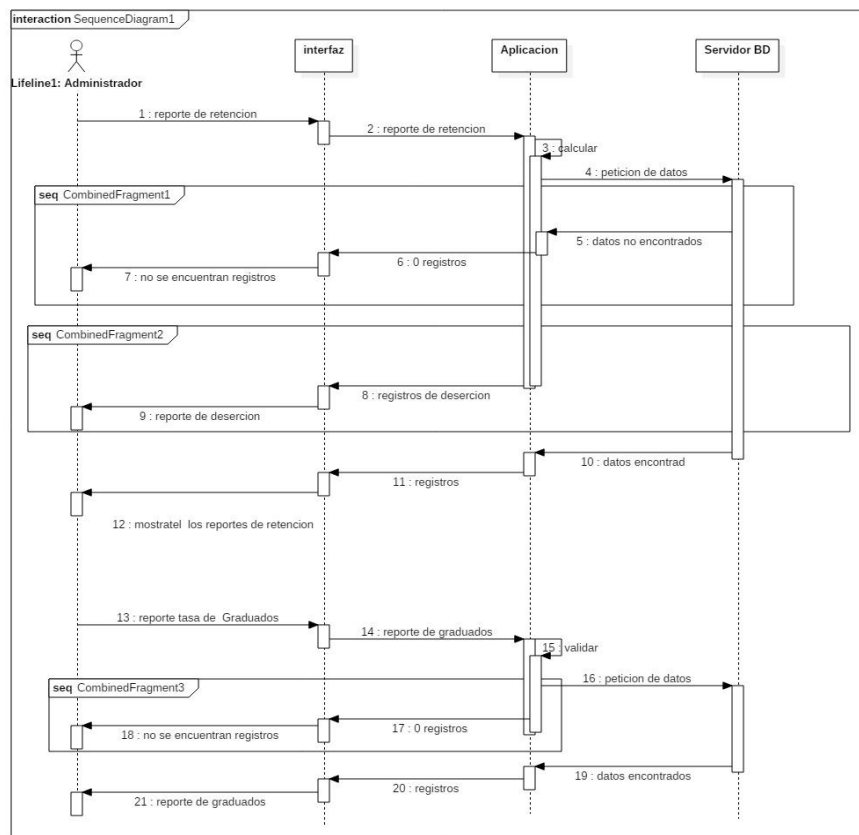 interaction SequenceDiagram1
Lifeline1: Administrador
interfaz
Aplicacion
Servidor BD
1 : reporte de retencion
2 : reporte de retencion
3 : calcular
4 : peticion de datos
seq CombinedFragment1
5 : datos no encontrados
6 : 0 registros
7 : no se encuentran registros
seq CombinedFragment2
8 : registros de desercion
9 : reporte de desercion
10 : datos encontrad
11 : registros
12 : mostratel los reportes de retencion
13 : reporte tasa de Graduados
14 : reporte de graduados
15 : validar
16 : peticion de datos
seq CombinedFragment3
17 : 0 registros
18 : no se encuentran registros
19 : datos encontrados
20 : registros
21 : reporte de graduados